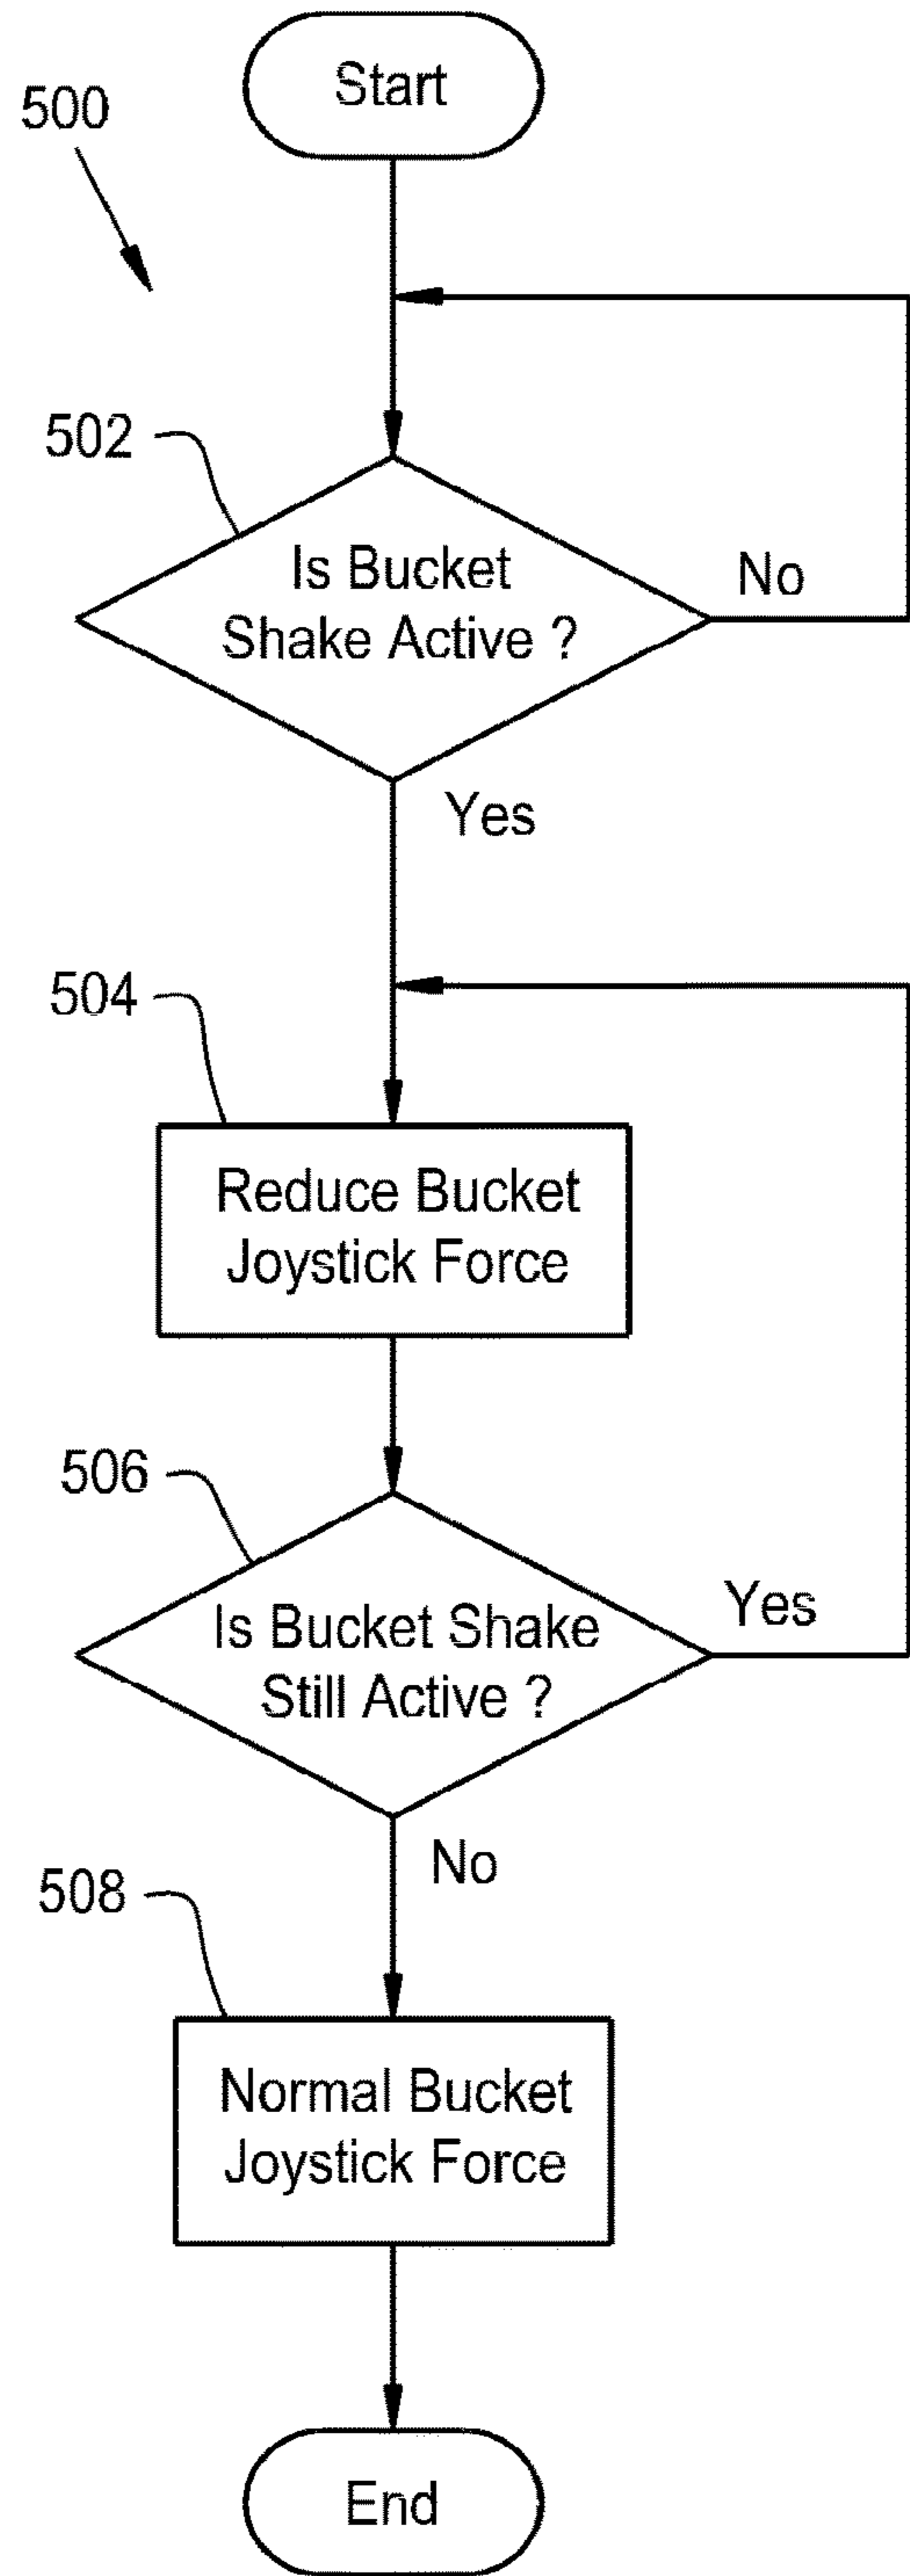 Start
500
502
Is Bucket
Shake Active ?
No
Yes
504
Reduce Bucket
Joystick Force
506
Is Bucket Shake
Still Active ?
Yes
No
508
Normal Bucket
Joystick Force
End